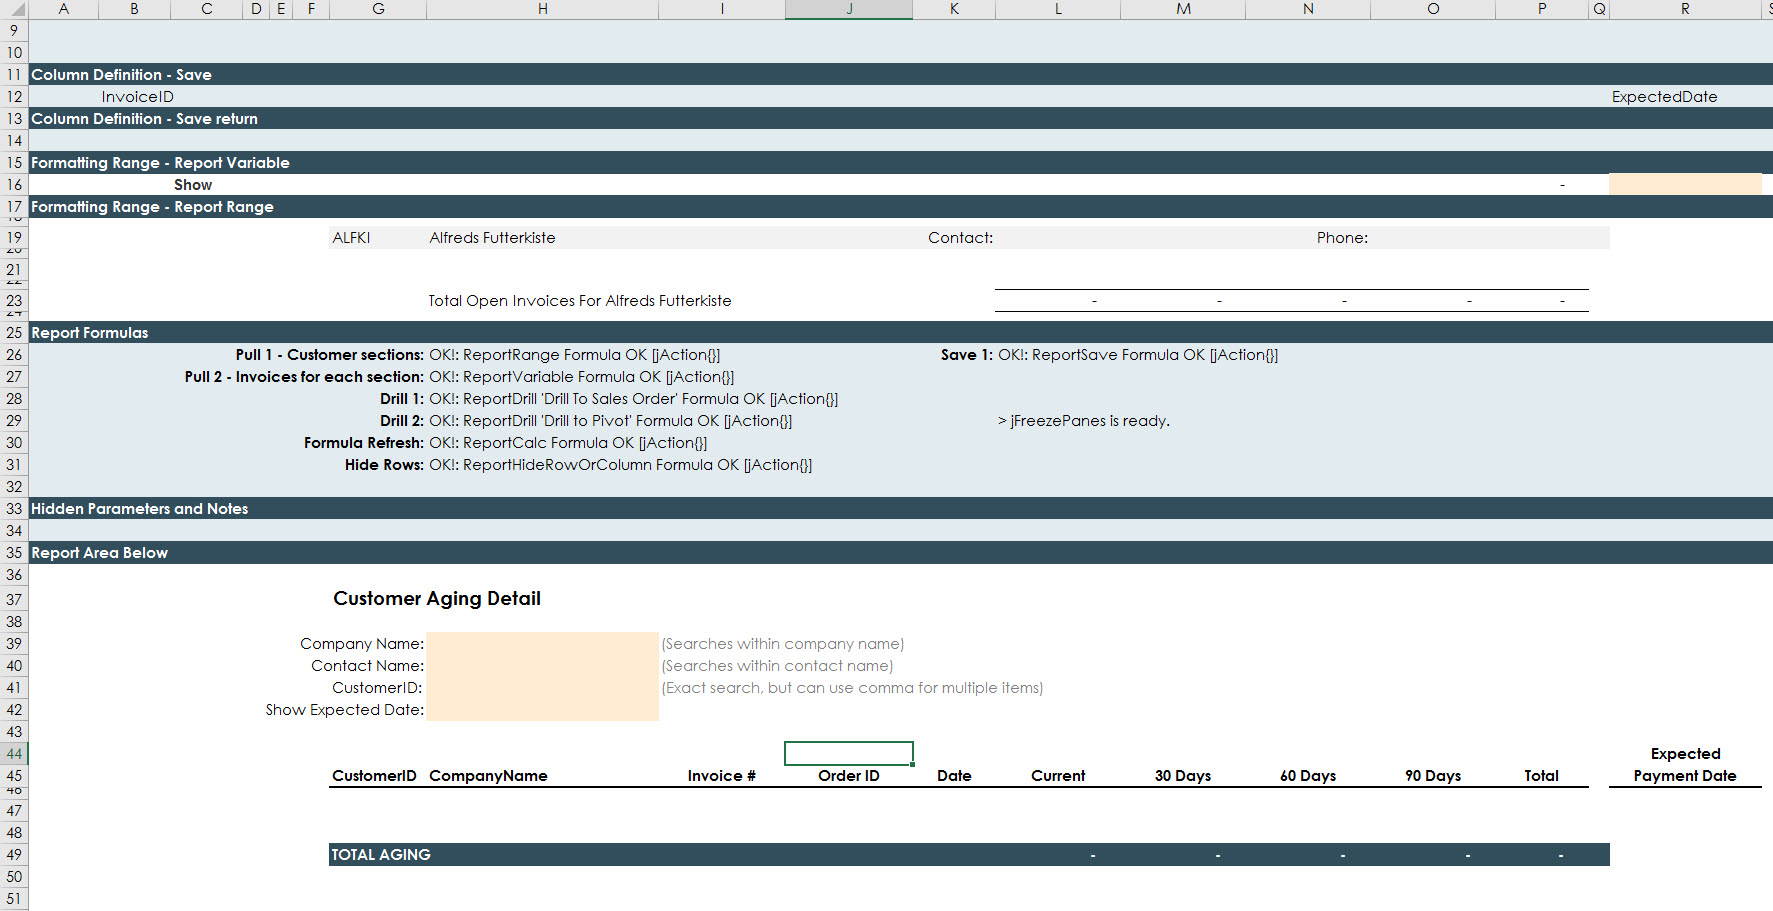 A B C D E F G H I J K L M N O P Q R
9
10
11 Column Definition - Save
12 InvoiceID ExpectedDate
13 Column Definition - Save return
14
15 Formatting Range - Report Variable
16 Show -
17 Formatting Range - Report Range
19 ALFKI Alfreds Futterkiste Contact: Phone:
21
23 Total Open Invoices For Alfreds Futterkiste - - - - -
25 Report Formulas
26 Pull 1 - Customer sections: OK!: ReportRange Formula OK [jAction{}] Save 1: OK!: ReportSave Formula OK [jAction{}]
27 Pull 2 - Invoices for each section: OK!: ReportVariable Formula OK [jAction{}]
28 Drill 1: OK!: ReportDrill 'Drill To Sales Order' Formula OK [jAction{}]
29 Drill 2: OK!: ReportDrill 'Drill to Pivot' Formula OK [jAction{}] > jFreezePanes is ready.
30 Formula Refresh: OK!: ReportCalc Formula OK [jAction{}]
31 Hide Rows: OK!: ReportHideRowOrColumn Formula OK [jAction{}]
32
33 Hidden Parameters and Notes
34
35 Report Area Below
36
37 Customer Aging Detail
38
39 Company Name: (Searches within company name)
40 Contact Name: (Searches within contact name)
41 CustomerID: (Exact search, but can use comma for multiple items)
42 Show Expected Date:
43
44 Expected
45 CustomerID CompanyName Invoice # Order ID Date Current 30 Days 60 Days 90 Days Total Payment Date
47
48
49 TOTAL AGING - - - - -
50
51